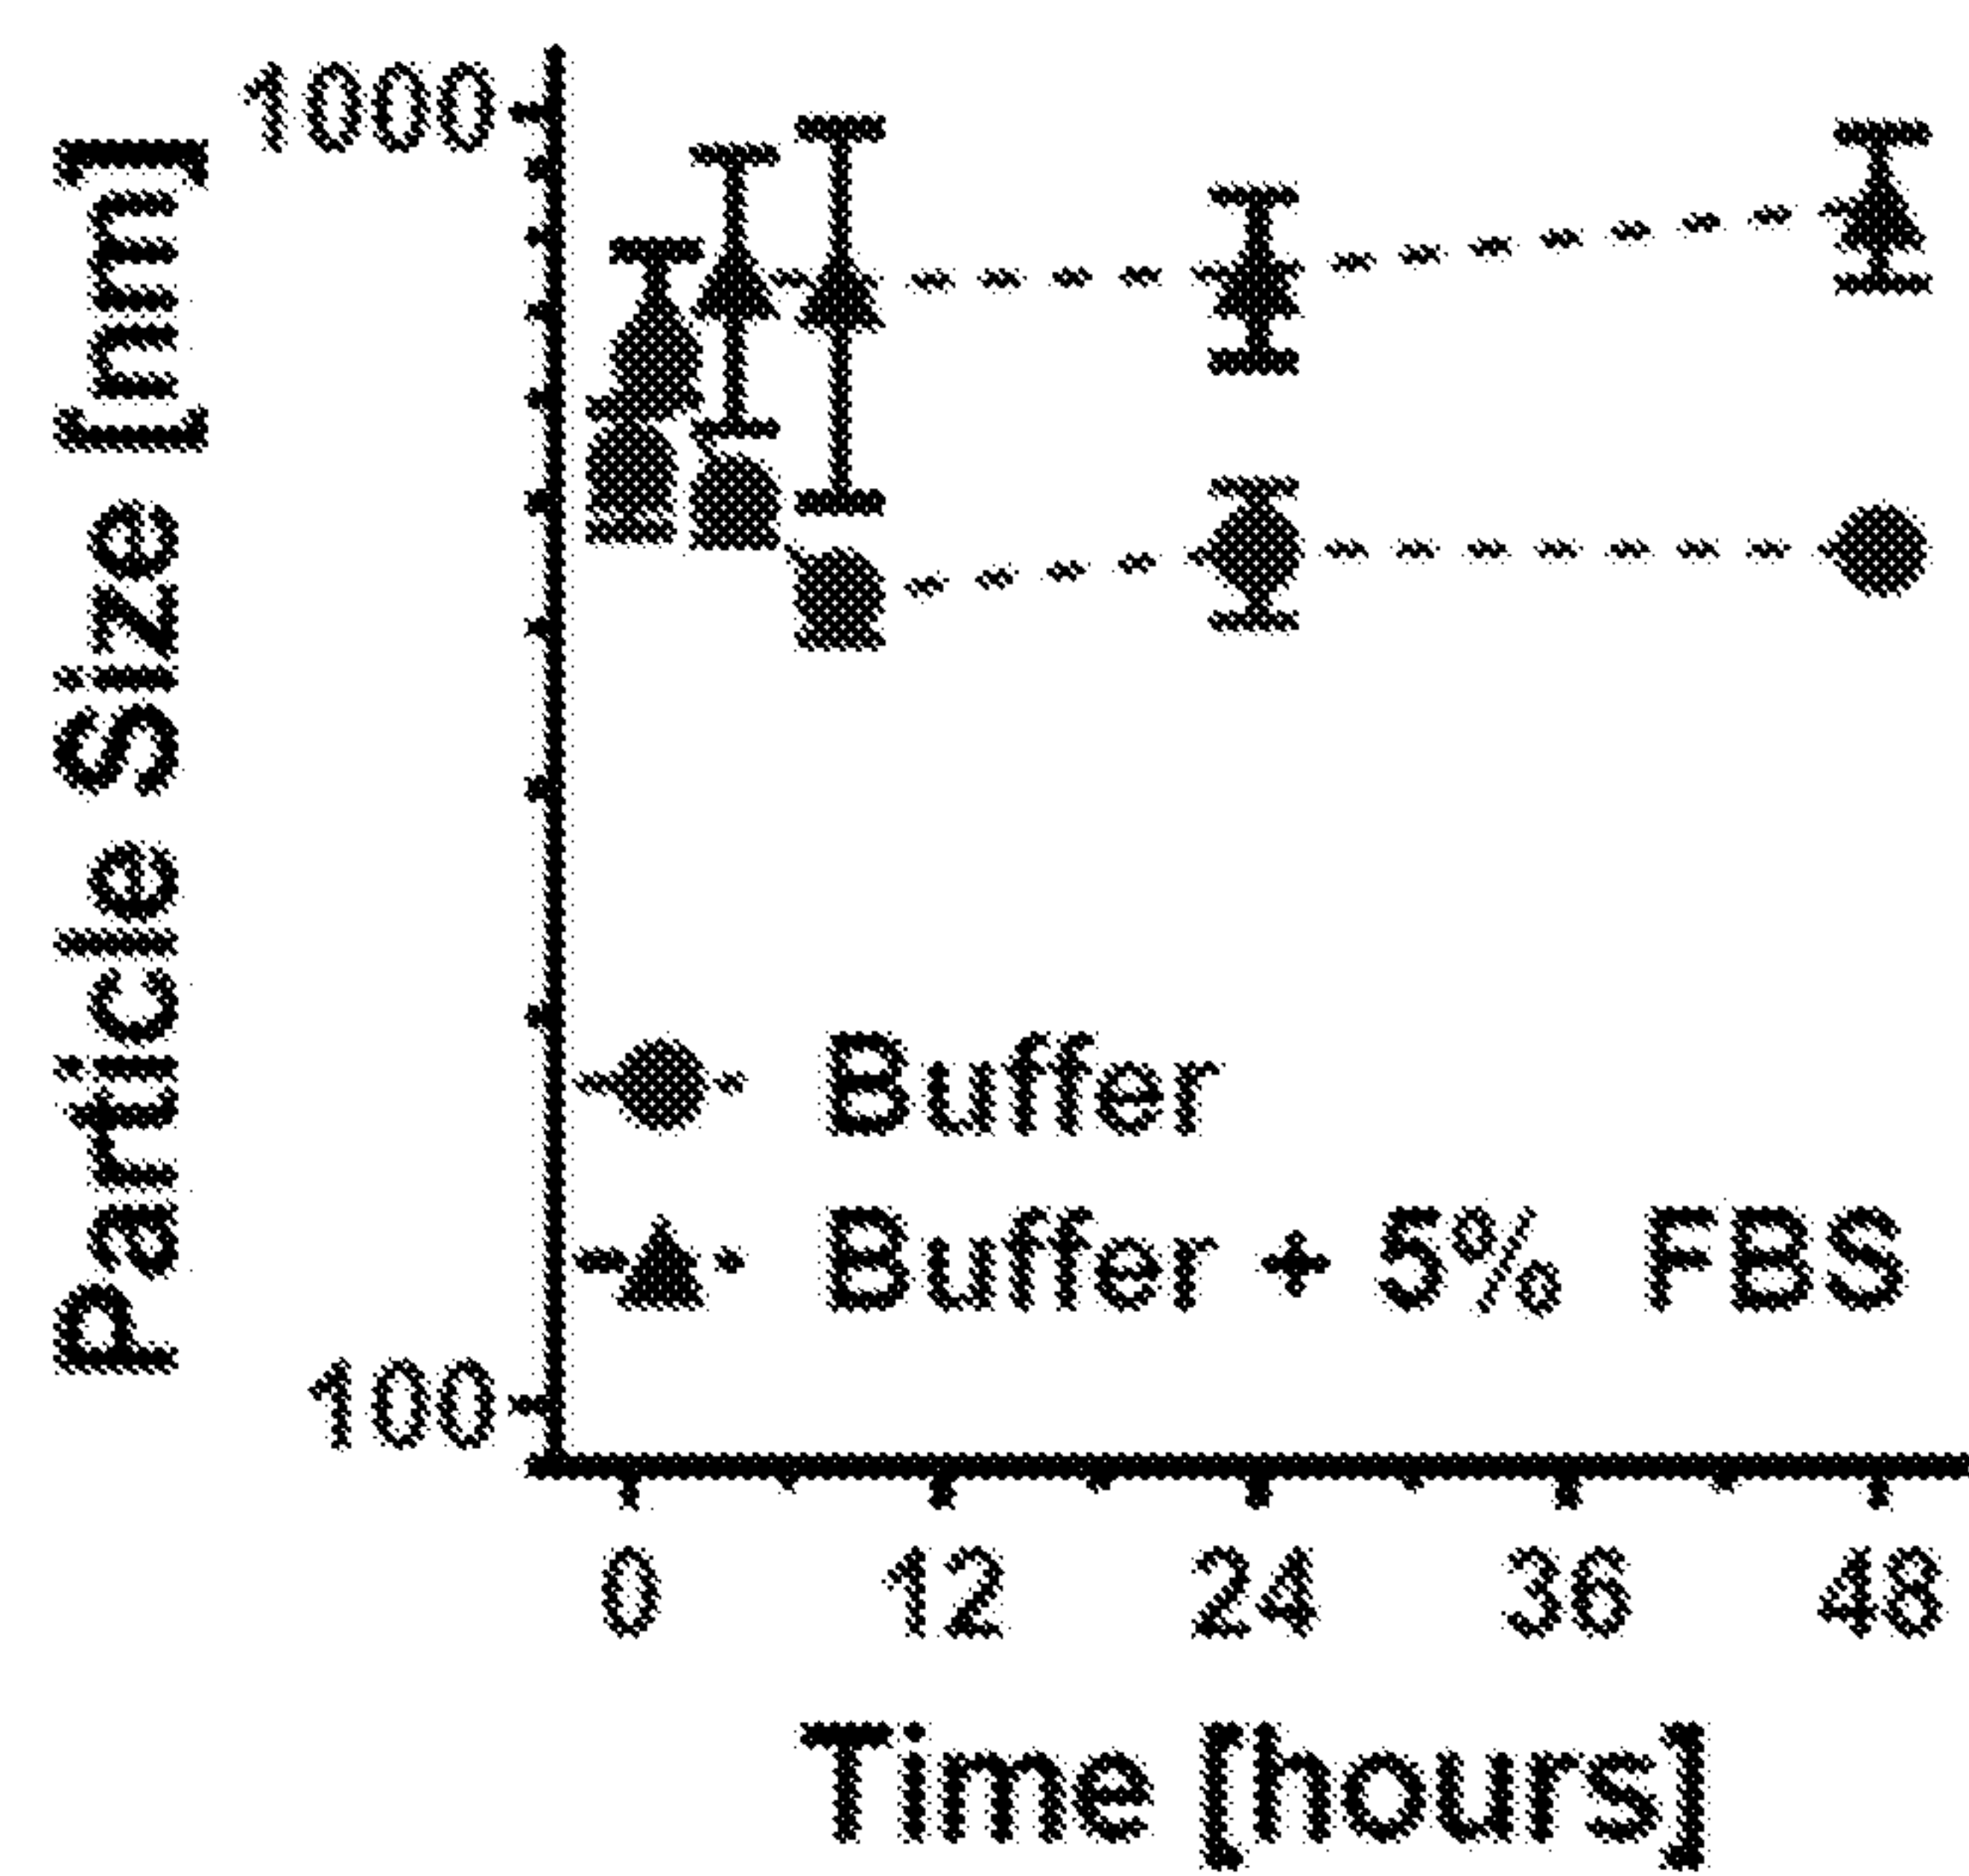 Particle Size [nm]
1000
100
Buffer
Buffer + 5% FBS
0 12 24 36 48
Time [hours]